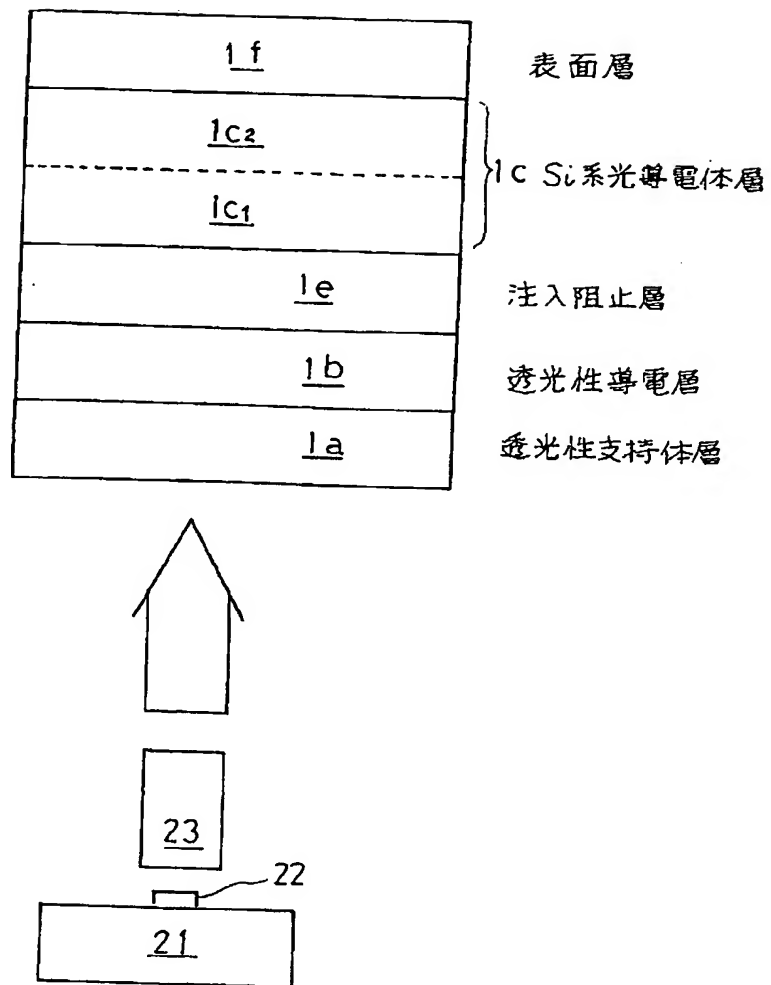 1f 表面層
1c2
1c Si系光導電体層
1c1
1e 注入阻止層
1b 透光性導電層
1a 透光性支持体層
23
22
21